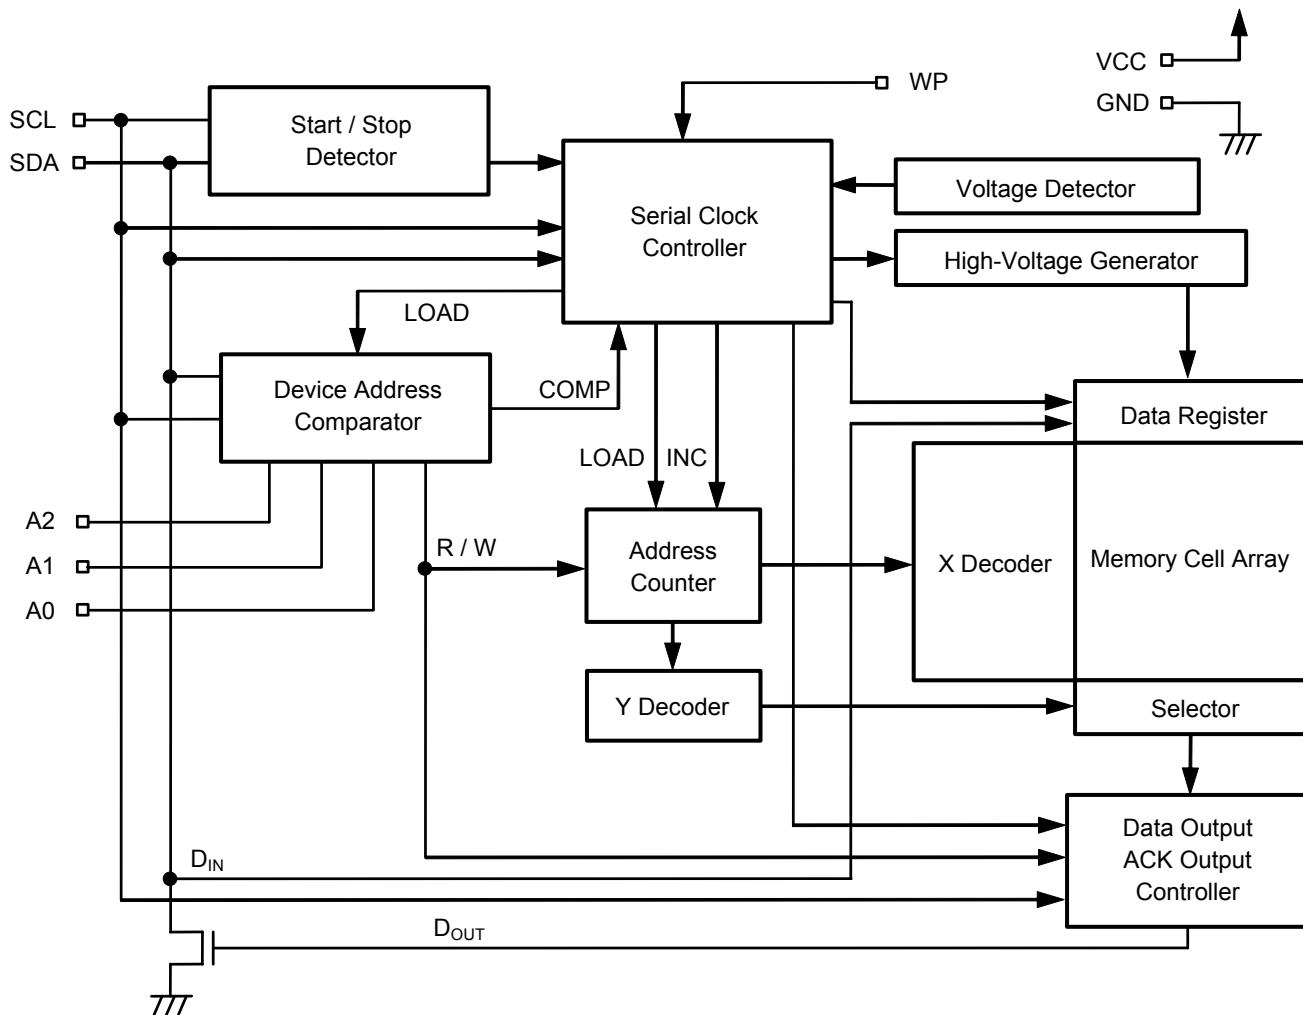 VCC
WP
GND
SCL
SDA
Start / Stop
Detector
Voltage Detector
Serial Clock
Controller
High-Voltage Generator
LOAD
Device Address
Comparator
COMP
Data Register
LOAD
INC
A2
A1
A0
R / W
Address
Counter
X Decoder
Memory Cell Array
Y Decoder
Selector
Data Output
ACK Output
Controller
DIN
DOUT